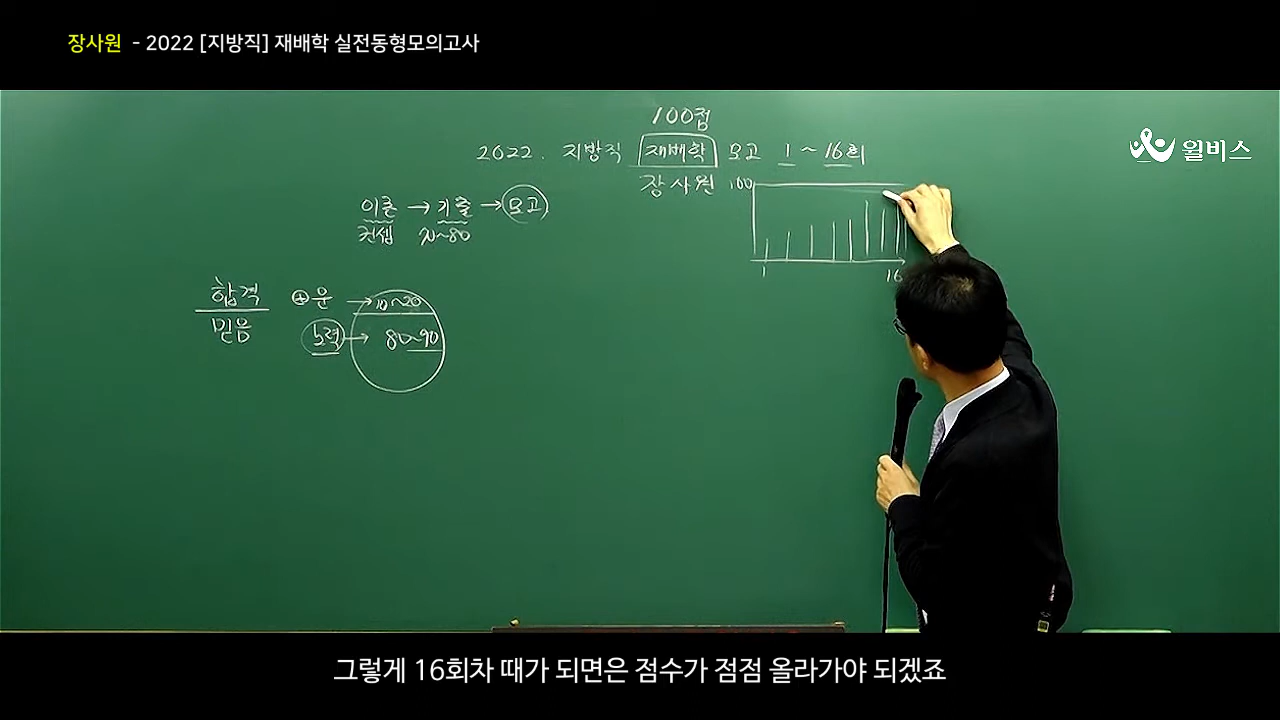 장사원 - 2022 [지방직] 재배학 실전동형모의고사
100점
2022. 지방직 재배학 모고 1 ~ 16회
장사원 100
이론 → 기출 → 모고
컨셉 70~80
1 16
합격 ⊕운 → 10~20
믿음 노력 → 80~90
윌비스
그렇게 16회차 때가 되면은 점수가 점점 올라가야 되겠죠